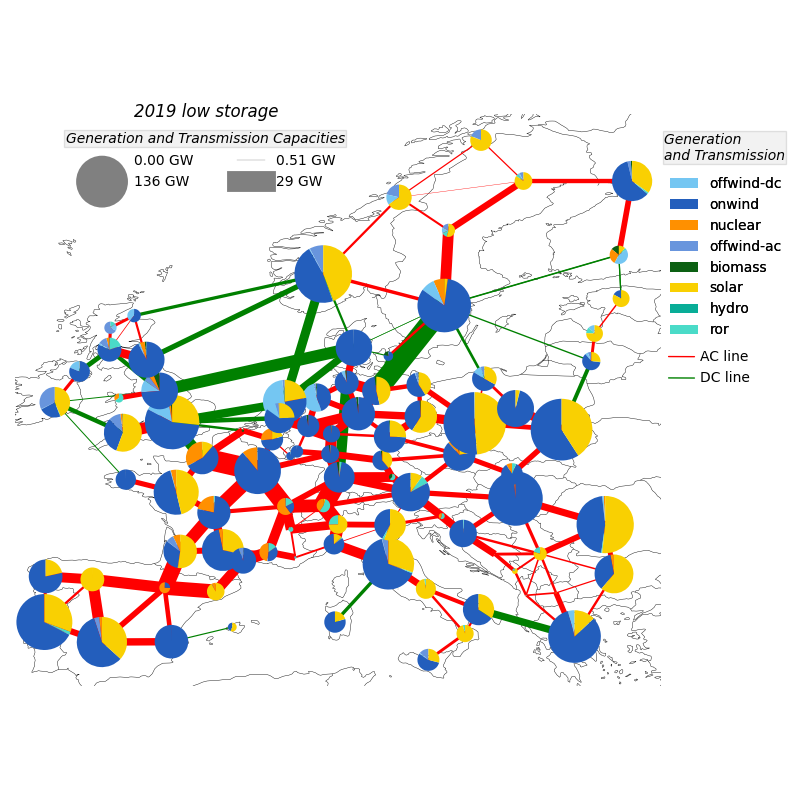 2019 low storage
Generation and Transmission Capacities
0.00 GW 0.51 GW
136 GW 29 GW
Generation
and Transmission
offwind-dc
onwind
nuclear
offwind-ac
biomass
solar
hydro
ror
AC line
DC line